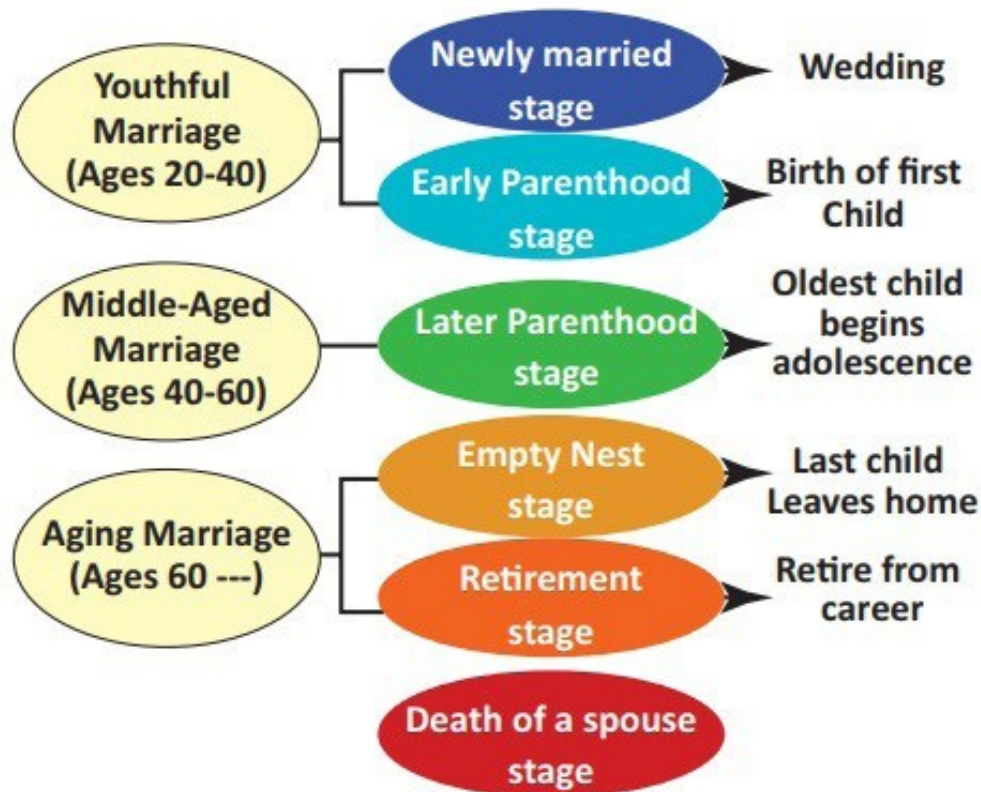 Youthful
Marriage
(Ages 20-40)
Newly married
stage
Wedding
Early Parenthood
stage
Birth of first
Child
Middle-Aged
Marriage
(Ages 40-60)
Later Parenthood
stage
Oldest child
begins
adolescence
Aging Marriage
(Ages 60 ---)
Empty Nest
stage
Last child
Leaves home
Retirement
stage
Retire from
career
Death of a spouse
stage